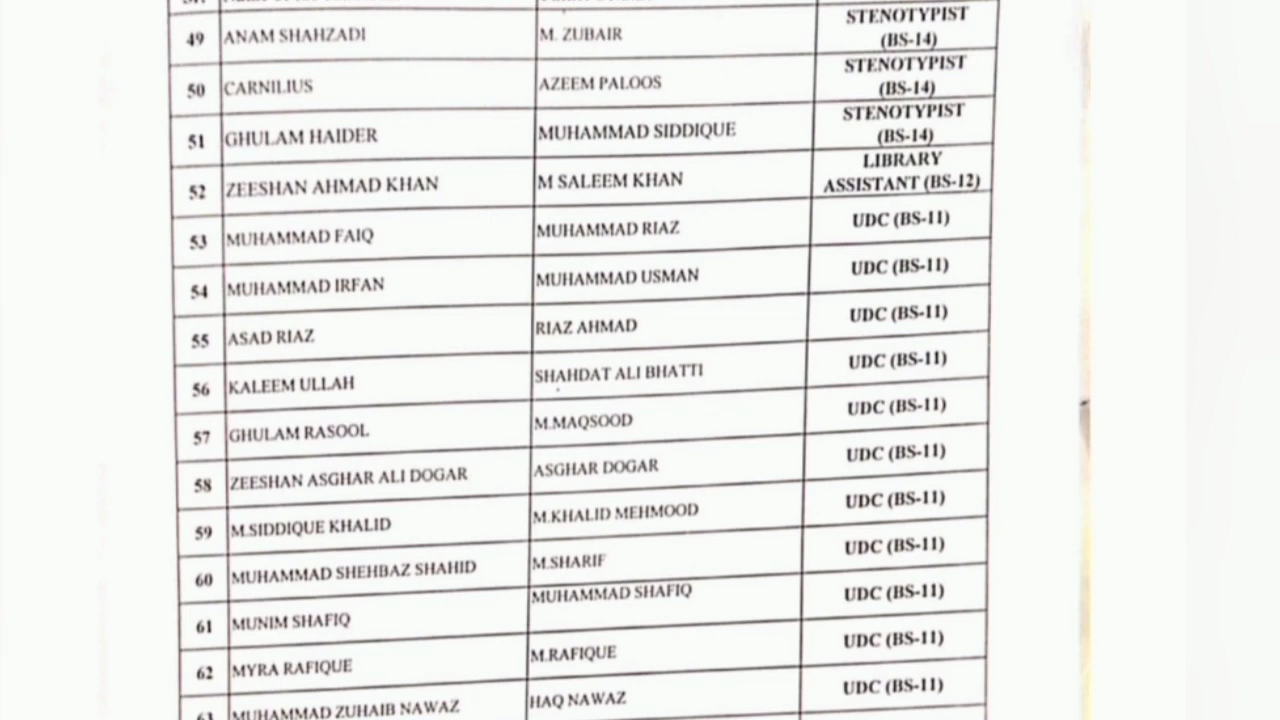 49 ANAM SHAHZADI M. ZUBAIR STENOTYPIST (BS-14)
50 CARNILIUS AZEEM PALOOS STENOTYPIST (BS-14)
51 GHULAM HAIDER MUHAMMAD SIDDIQUE STENOTYPIST (BS-14)
52 ZEESHAN AHMAD KHAN M SALEEM KHAN LIBRARY ASSISTANT (BS-12)
53 MUHAMMAD FAIQ MUHAMMAD RIAZ UDC (BS-11)
54 MUHAMMAD IRFAN MUHAMMAD USMAN UDC (BS-11)
55 ASAD RIAZ RIAZ AHMAD UDC (BS-11)
56 KALEEM ULLAH SHAHDAT ALI BHATTI UDC (BS-11)
57 GHULAM RASOOL M.MAQSOOD UDC (BS-11)
58 ZEESHAN ASGHAR ALI DOGAR ASGHAR DOGAR UDC (BS-11)
59 M.SIDDIQUE KHALID M.KHALID MEHMOOD UDC (BS-11)
60 MUHAMMAD SHEHBAZ SHAHID M.SHARIF UDC (BS-11)
61 MUNIM SHAFIQ MUHAMMAD SHAFIQ UDC (BS-11)
62 MYRA RAFIQUE M.RAFIQUE UDC (BS-11)
63 MUHAMMAD ZUHAIB NAWAZ HAQ NAWAZ UDC (BS-11)